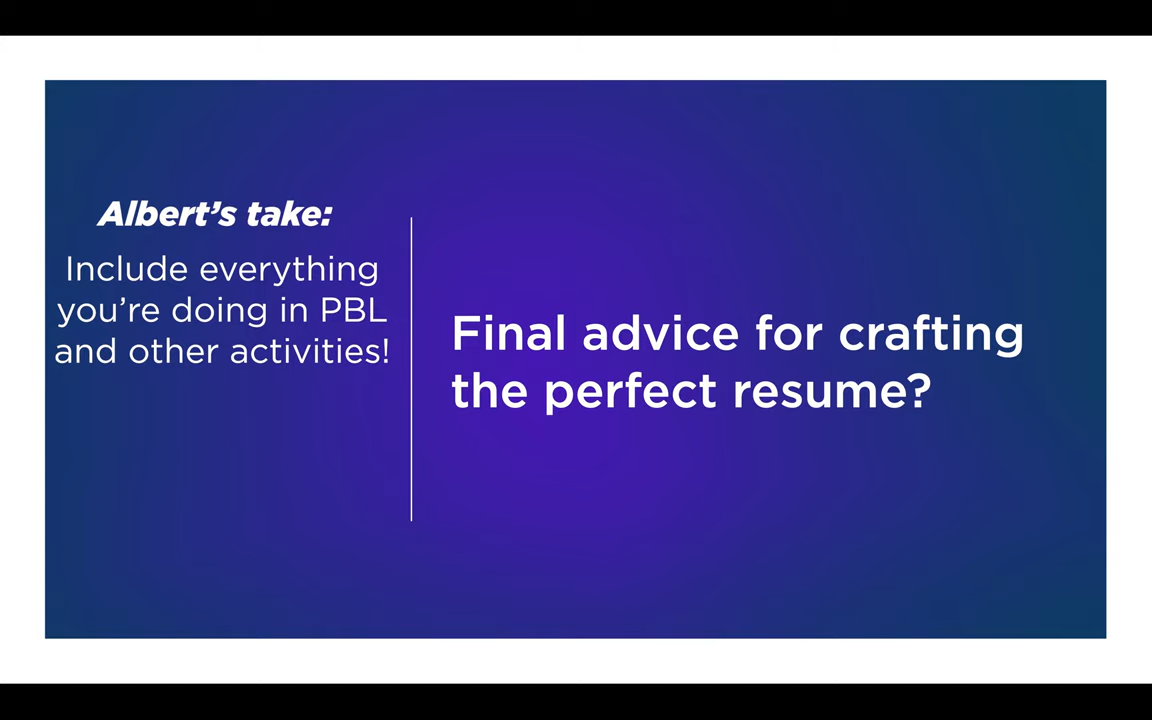 Albert's take:
Include everything
you're doing in PBL
and other activities!
Final advice for crafting
the perfect resume?